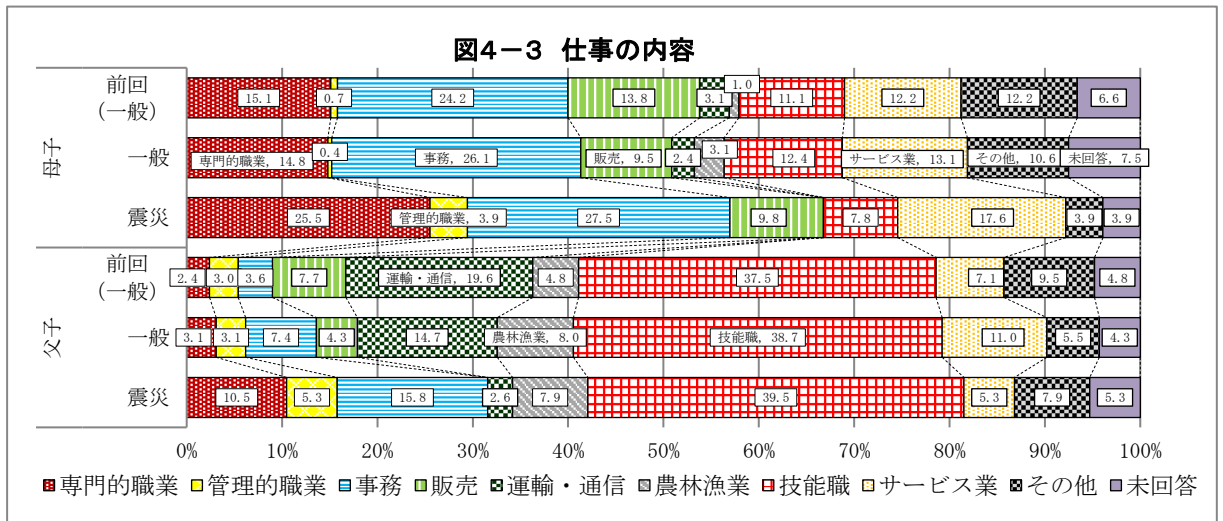 図4－3 仕事の内容
母子
前回
(一般)
15.1 0.7 24.2 13.8 3.1 1.0 11.1 12.2 12.2 6.6
一般
専門的職業, 14.8 0.4 事務, 26.1 販売, 9.5 2.4 3.1 12.4 サービス業, 13.1 その他, 10.6 未回答, 7.5
震災
25.5 管理的職業, 3.9 27.5 9.8 7.8 17.6 3.9 3.9
父子
前回
(一般)
2.4 3.0 3.6 7.7 運輸・通信, 19.6 4.8 37.5 7.1 9.5 4.8
一般
3.1 3.1 7.4 4.3 14.7 農林漁業, 8.0 技能職, 38.7 11.0 5.5 4.3
震災
10.5 5.3 15.8 2.6 7.9 39.5 5.3 7.9 5.3
0% 10% 20% 30% 40% 50% 60% 70% 80% 90% 100%
専門的職業 管理的職業 事務 販売 運輸・通信 農林漁業 技能職 サービス業 その他 未回答